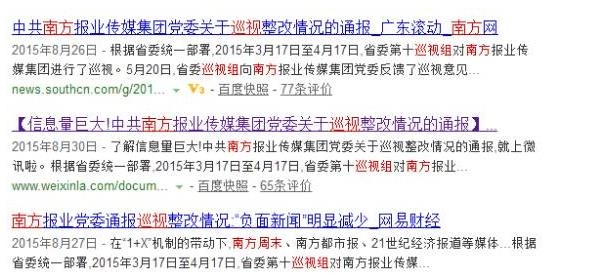 中共南方报业传媒集团党委关于巡视整改情况的通报_广东滚动_南方网
2015年8月26日 - 根据省委统一部署,2015年3月17日至4月17日,省委第十巡视组对南方报业传
媒集团进行了巡视。5月20日,省委巡视组向南方报业传媒集团党委反馈了巡视意见...
news.southcn.com/g/201... V3 - 百度快照 - 77条评价
【信息量巨大!中共南方报业传媒集团党委关于巡视整改情况的通报】...
2015年8月30日 - 了解信息量巨大!中共南方报业传媒集团党委关于巡视整改情况的通报,就上微
讯啦。根据省委统一部署,2015年3月17日至4月17日,省委第十巡视组对南方报业...
www.weixinla.com/docum... - 百度快照 - 65条评价
南方报业党委通报巡视整改情况:“负面新闻”明显减少_网易财经
2015年8月27日 - 在“1+X”机制的带动下,南方周末、南方都市报、21世纪经济报道等媒体...根据
省委统一部署,2015年3月17日至4月17日,省委第十巡视组对南方报业传媒...